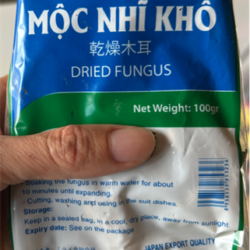 MỘC NHĨ KHÔ
乾燥木耳
DRIED FUNGUS
Net Weight: 100gr
- Soaking the fungus in warm water for about
10 minutes until expanding.
- Cutting, washing and using in the suit dishes.
Storage:
Keep in a sealed bag, in a cool, dry place, away from sunlight
Expiry date: See on the package
JAPAN EXPORT QUALITY